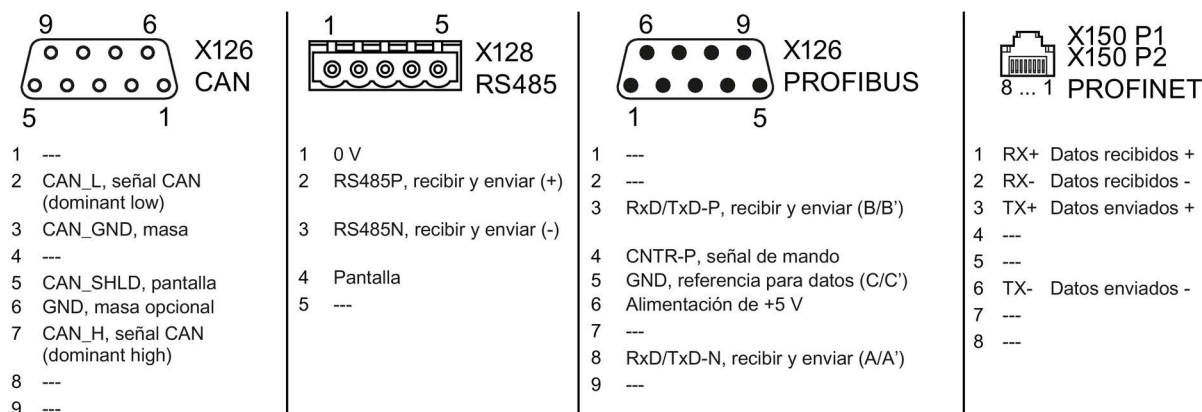 9 6
X126
CAN
5 1
1 ---
2 CAN_L, señal CAN
(dominant low)
3 CAN_GND, masa
4 ---
5 CAN_SHLD, pantalla
6 GND, masa opcional
7 CAN_H, señal CAN
(dominant high)
8 ---
9 ---
1 5
X128
RS485
1 0 V
2 RS485P, recibir y enviar (+)
3 RS485N, recibir y enviar (-)
4 Pantalla
5 ---
6 9
X126
PROFIBUS
1 5
1 ---
2 ---
3 RxD/TxD-P, recibir y enviar (B/B’)
4 CNTR-P, señal de mando
5 GND, referencia para datos (C/C’)
6 Alimentación de +5 V
7 ---
8 RxD/TxD-N, recibir y enviar (A/A’)
9 ---
X150 P1
X150 P2
8 ... 1 PROFINET
1 RX+ Datos recibidos +
2 RX- Datos recibidos -
3 TX+ Datos enviados +
4 ---
5 ---
6 TX- Datos enviados -
7 ---
8 ---